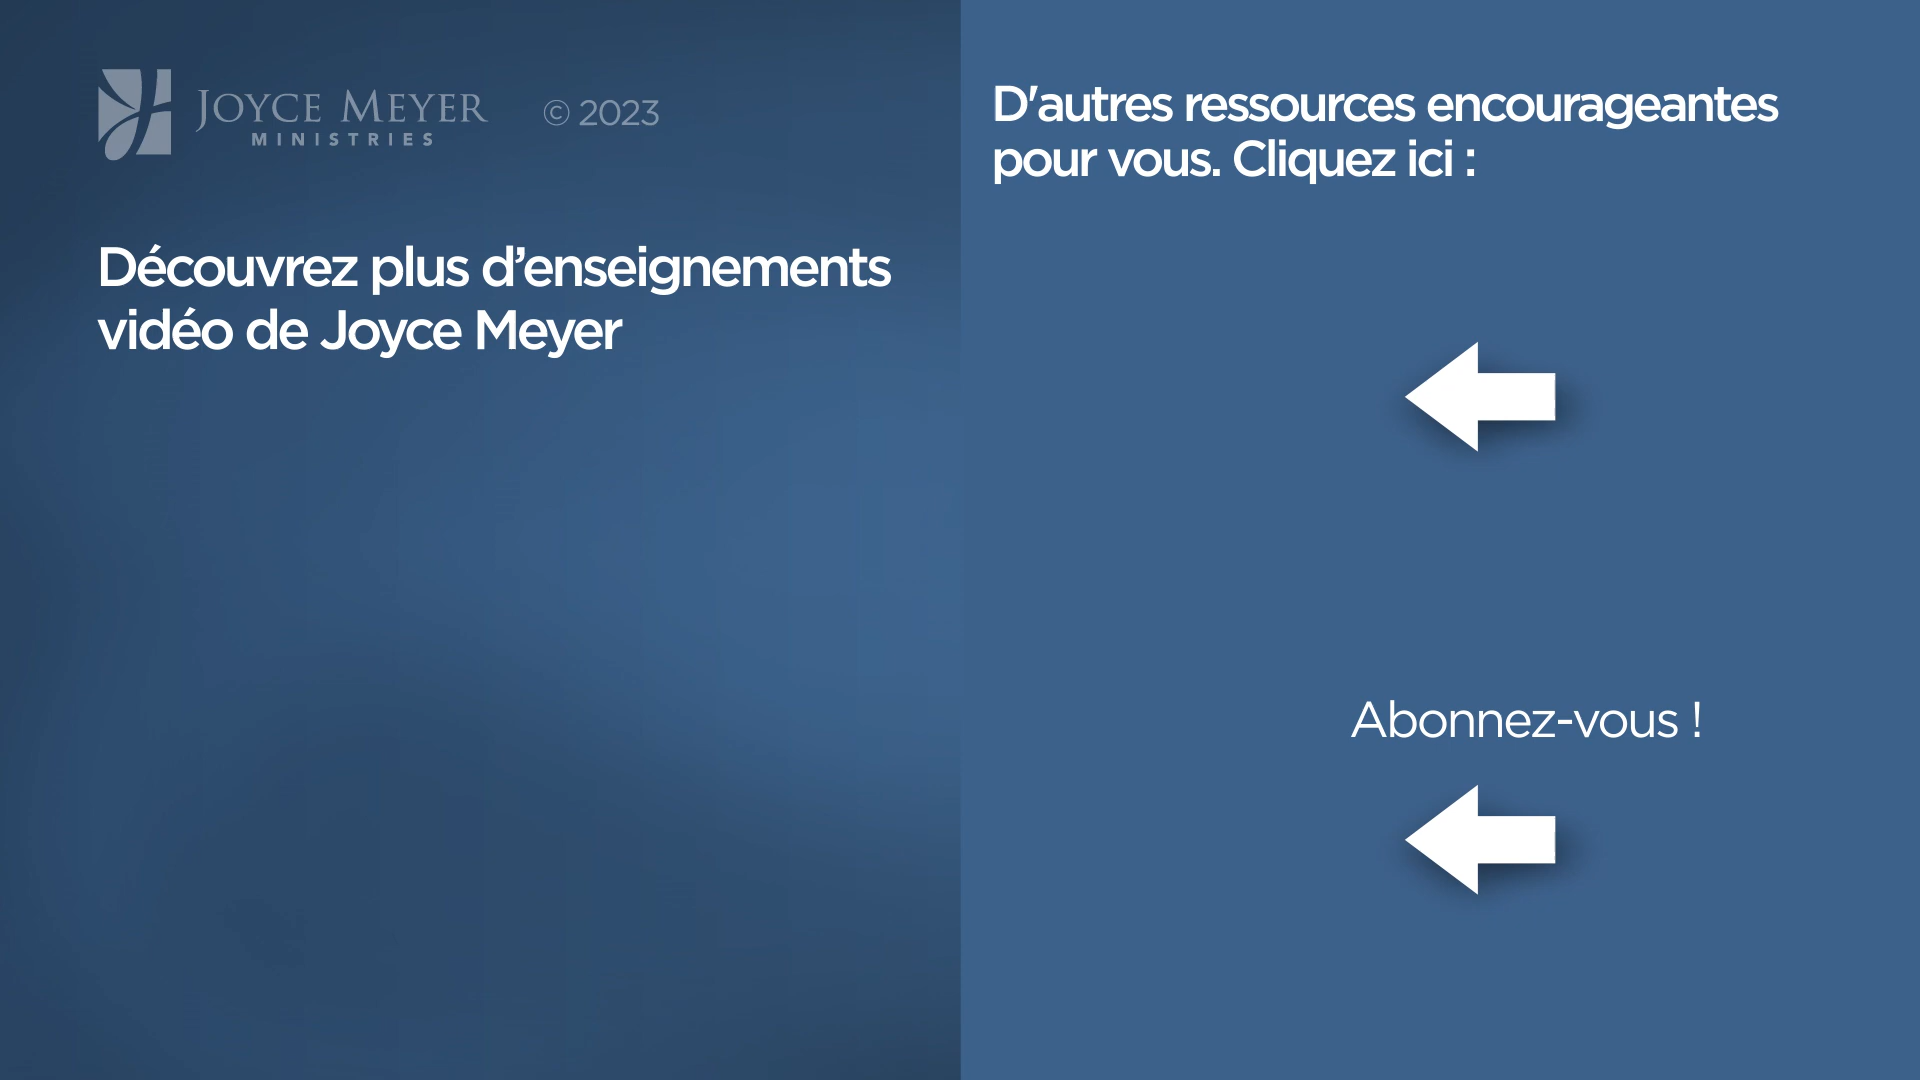 JOYCE MEYER
MINISTRIES
© 2023
Découvrez plus d’enseignements
vidéo de Joyce Meyer
D'autres ressources encourageantes
pour vous. Cliquez ici :
Abonnez-vous !